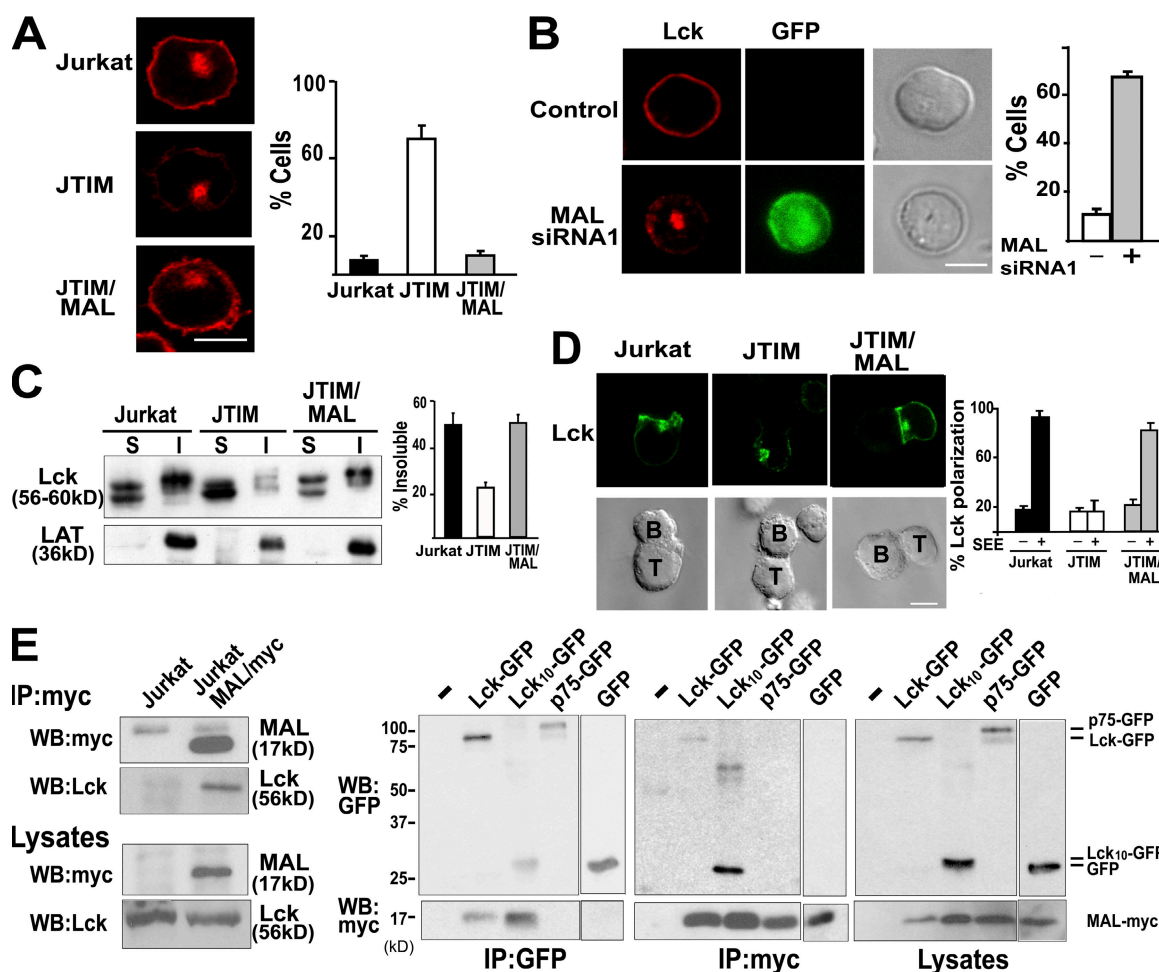 A
Jurkat
JTIM
JTIM/
MAL
% Cells
100
60
20
Jurkat JTIM JTIM/
MAL
B
Lck GFP
Control
MAL
siRNA1
% Cells
60
40
20
MAL
siRNA1 – +
C
Jurkat JTIM JTIM/
MAL
S I S I S I
Lck
(56-60kD)
LAT
(36kD)
% Insoluble
60
40
20
Jurkat JTIM JTIM/
MAL
D
Jurkat JTIM JTIM/
MAL
Lck
B B B T
T T
% Lck polarization
100
60
20
SEE – + – + – +
Jurkat JTIM JTIM/
MAL
E
Jurkat Jurkat
MAL/myc
IP:myc
WB:myc MAL
(17kD)
WB:Lck Lck
(56kD)
Lysates
WB:myc MAL
(17kD)
WB:Lck Lck
(56kD)
– Lck-GFP Lck10-GFP p75-GFP GFP
– Lck-GFP Lck10-GFP p75-GFP GFP
Lck-GFP Lck10-GFP p75-GFP GFP
100
75
50
37
25
WB:
GFP
WB:
myc 17
(kD)
p75-GFP
Lck-GFP
Lck10-GFP
GFP
MAL-myc
IP:GFP IP:myc Lysates